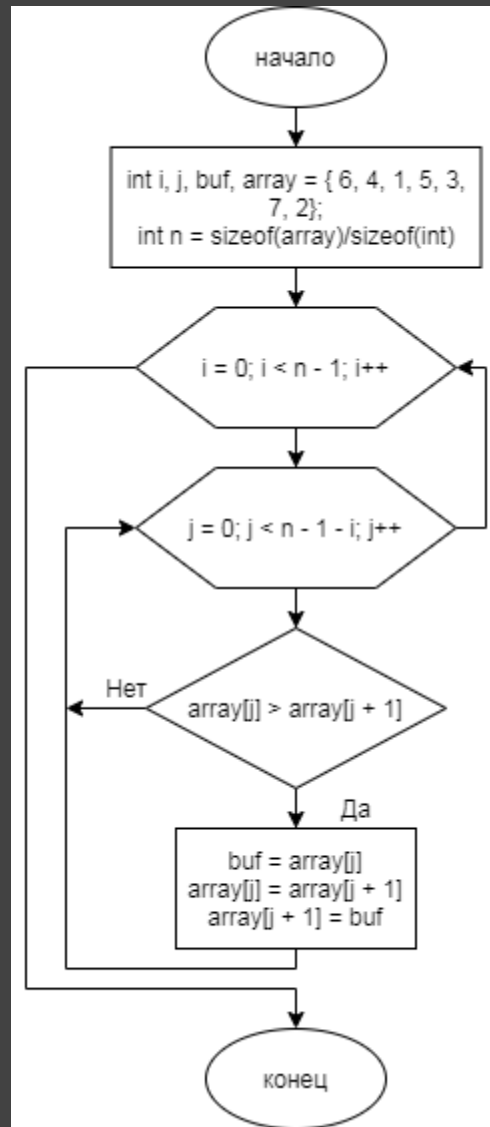 начало
int i, j, buf, array = { 6, 4, 1, 5, 3,
7, 2};
int n = sizeof(array)/sizeof(int)
i = 0; i < n - 1; i++
j = 0; j < n - 1 - i; j++
Нет
array[j] > array[j + 1]
Да
buf = array[j]
array[j] = array[j + 1]
array[j + 1] = buf
конец